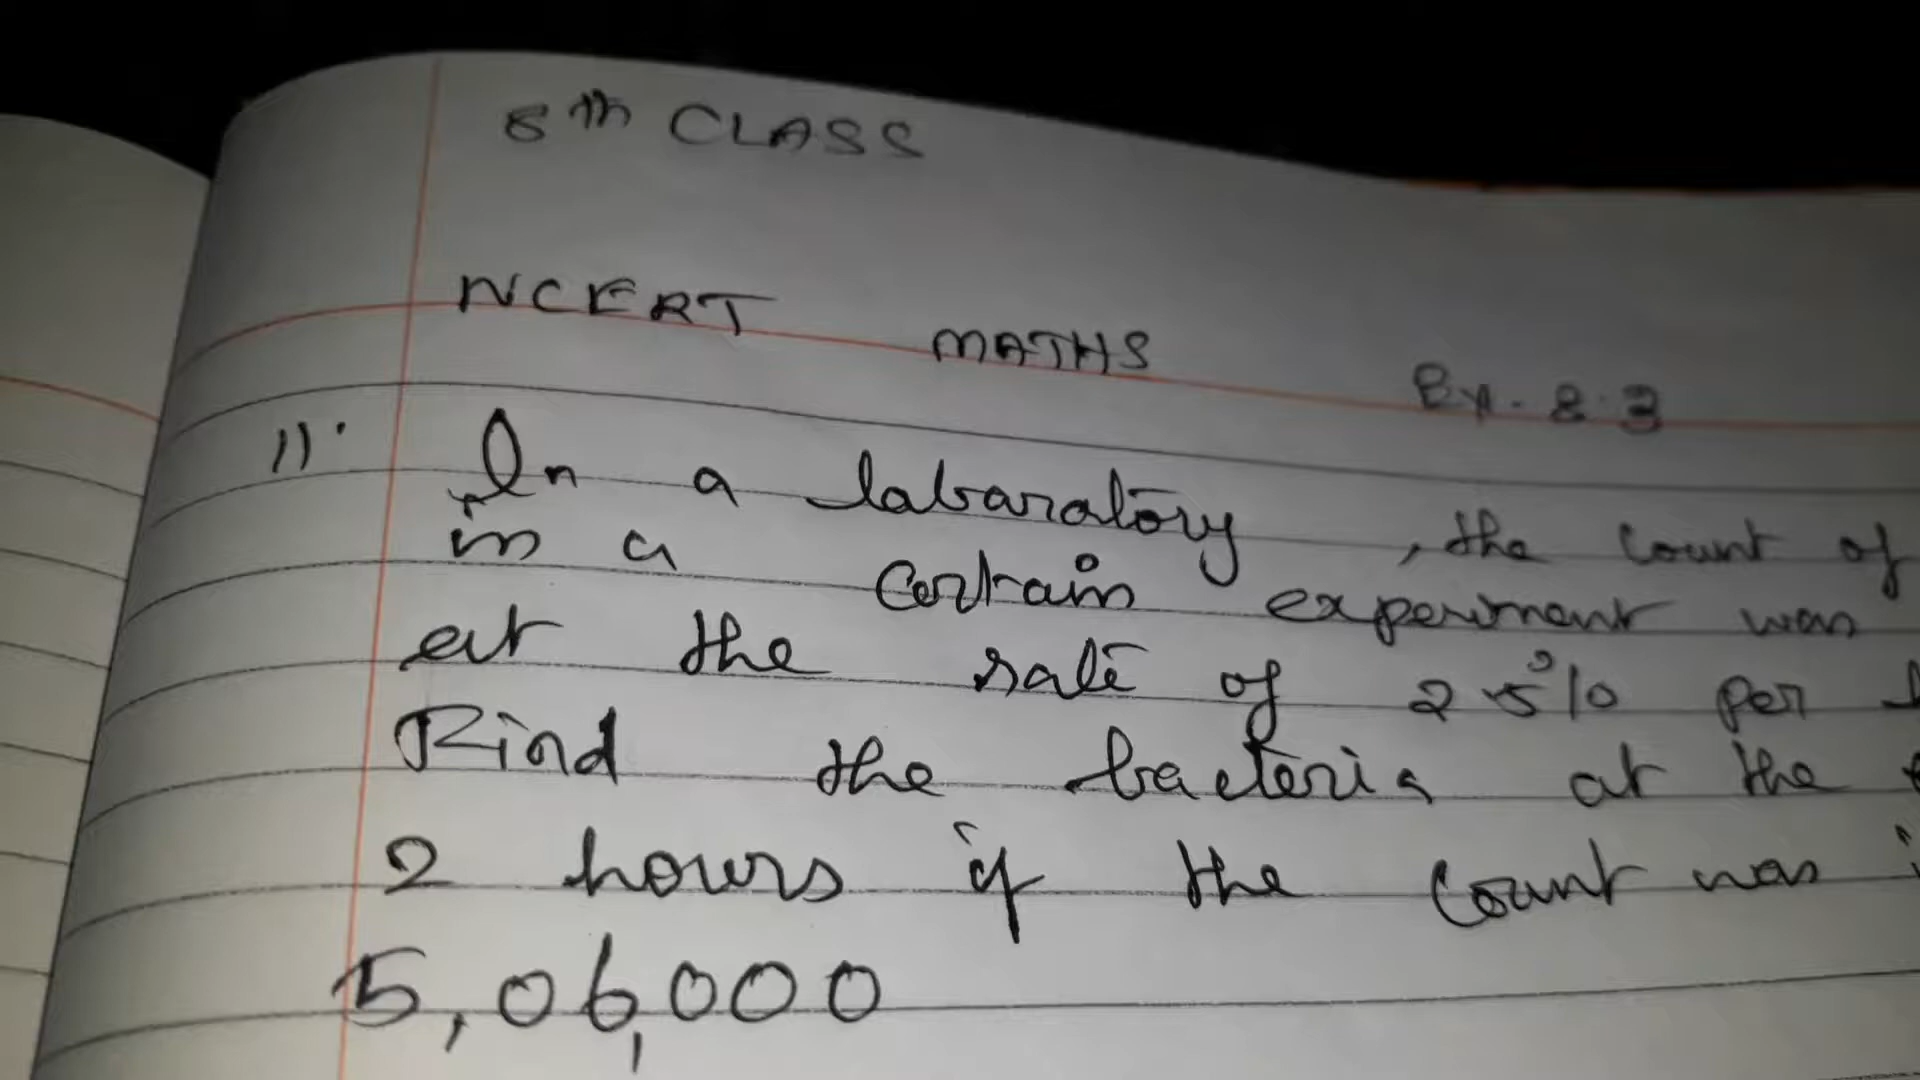 8th CLASS
NCERT MATHS Ex. 8.3
11. In a labaratory, the count of
in a certain experiment was
at the rate of 2.5% per
Find the bacteria at the
2 hours if the count was
5,06,000